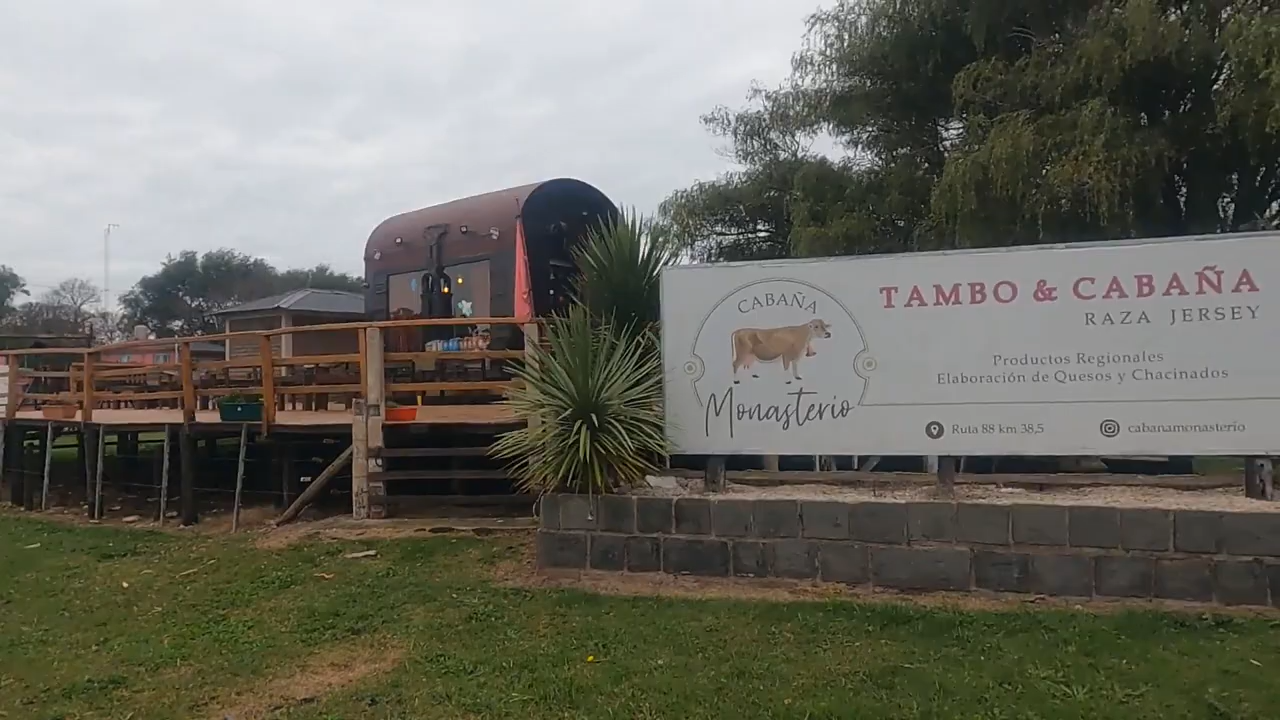 CABAÑA
Monasterio
TAMBO & CABAÑA
RAZA JERSEY
Productos Regionales
Elaboración de Quesos y Chacinados
Ruta 88 km 38,5
cabanamonasterio